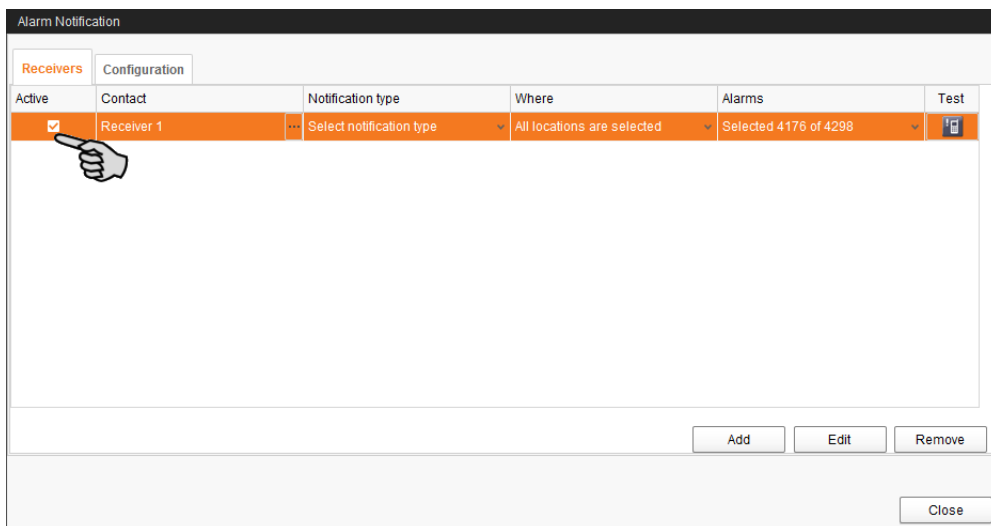 Alarm Notification
Receivers Configuration
Active Contact Notification type Where Alarms Test
Receiver 1 ... Select notification type All locations are selected Selected 4176 of 4298
Add Edit Remove
Close